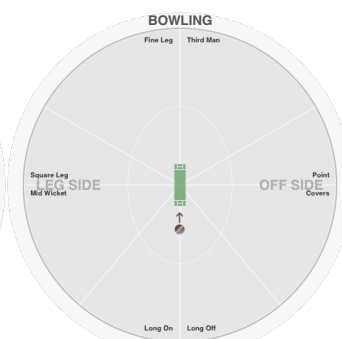 BOWLING
Fine Leg Third Man
Square Leg Point
LEG SIDE OFF SIDE
Mid Wicket Covers
Long On Long Off